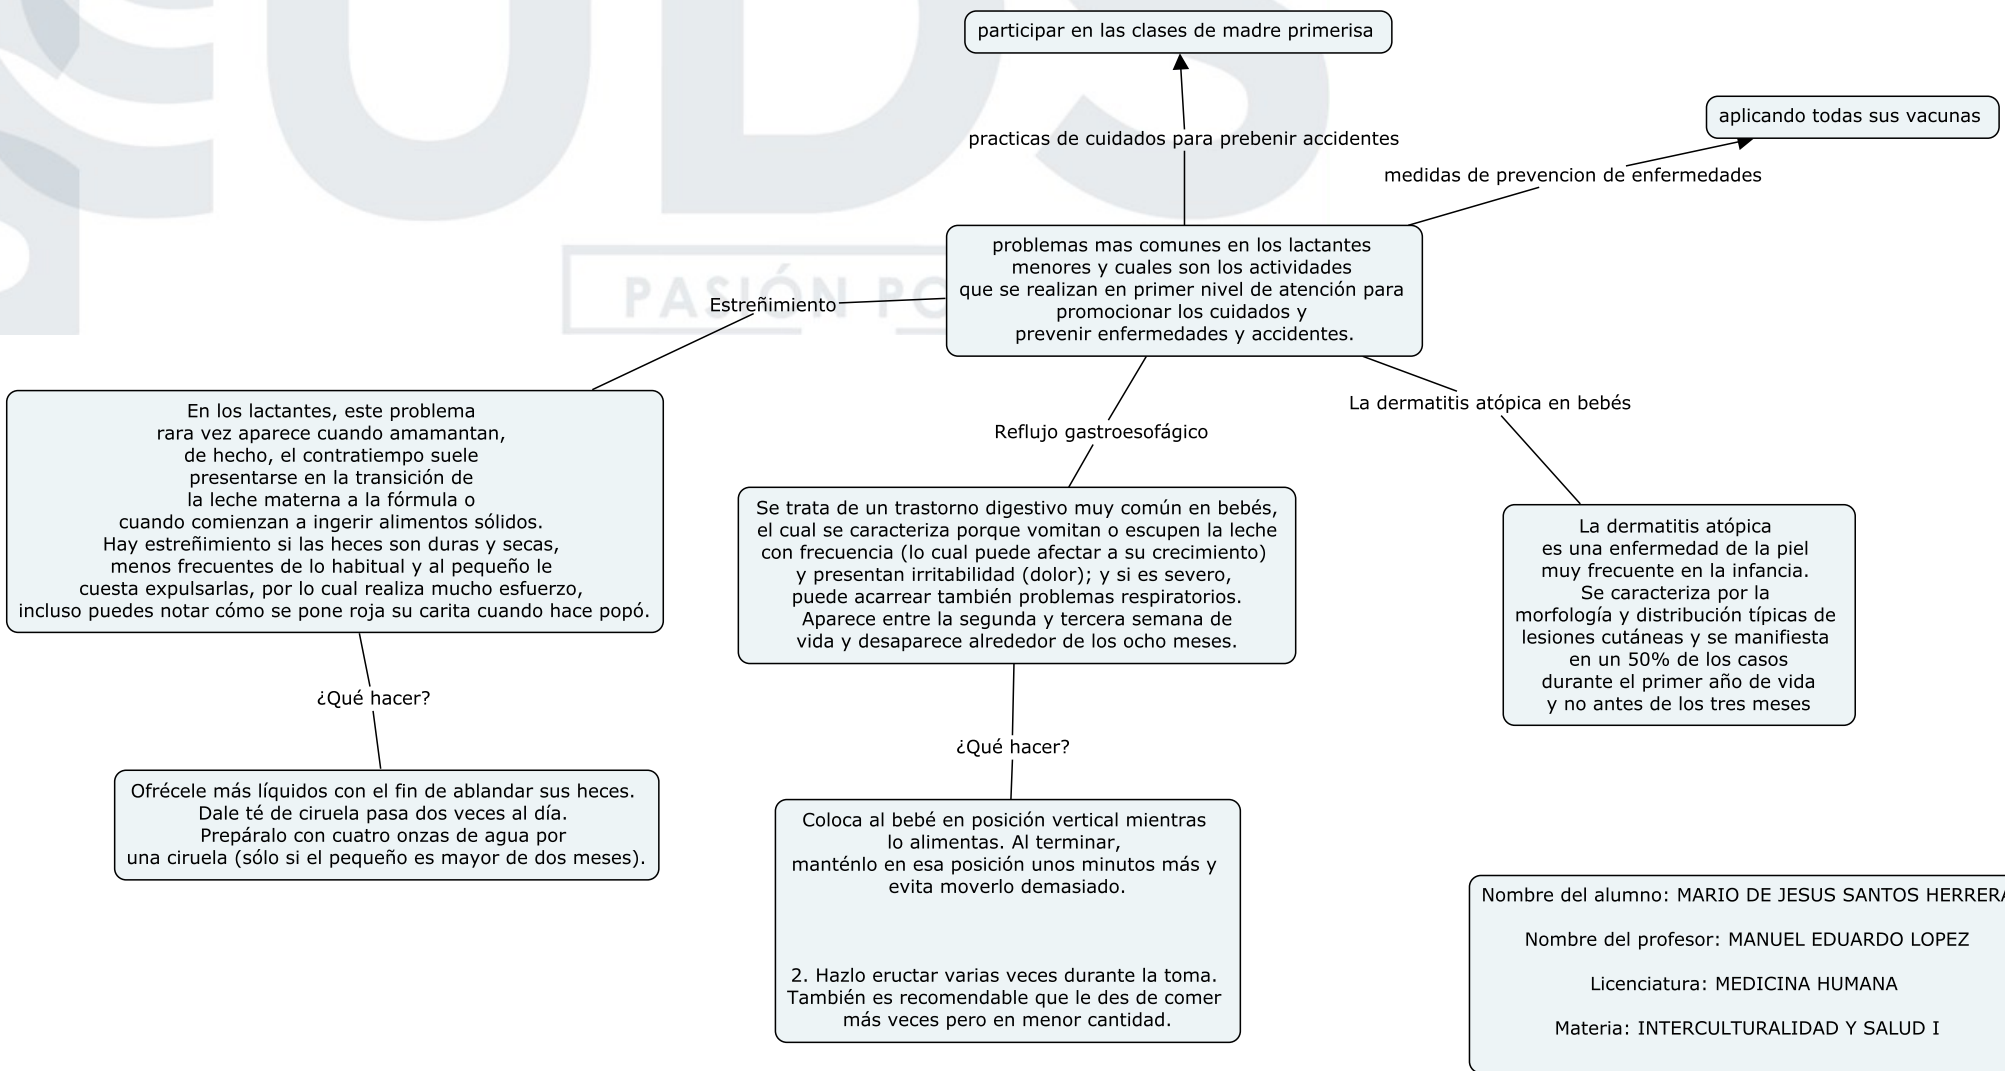 UDS
PASIÓN PO
participar en las clases de madre primerisa
aplicando todas sus vacunas
practicas de cuidados para prebenir accidentes
medidas de prevencion de enfermedades
problemas mas comunes en los lactantes
menores y cuales son los actividades
que se realizan en primer nivel de atención para
promocionar los cuidados y
prevenir enfermedades y accidentes.
Estreñimiento
En los lactantes, este problema
rara vez aparece cuando amamantan,
de hecho, el contratiempo suele
presentarse en la transición de
la leche materna a la fórmula o
cuando comienzan a ingerir alimentos sólidos.
Hay estreñimiento si las heces son duras y secas,
menos frecuentes de lo habitual y al pequeño le
cuesta expulsarlas, por lo cual realiza mucho esfuerzo,
incluso puedes notar cómo se pone roja su carita cuando hace popó.
¿Qué hacer?
Ofrécele más líquidos con el fin de ablandar sus heces.
Dale té de ciruela pasa dos veces al día.
Prepáralo con cuatro onzas de agua por
una ciruela (sólo si el pequeño es mayor de dos meses).
Reflujo gastroesofágico
Se trata de un trastorno digestivo muy común en bebés,
el cual se caracteriza porque vomitan o escupen la leche
con frecuencia (lo cual puede afectar a su crecimiento)
y presentan irritabilidad (dolor); y si es severo,
puede acarrear también problemas respiratorios.
Aparece entre la segunda y tercera semana de
vida y desaparece alrededor de los ocho meses.
¿Qué hacer?
Coloca al bebé en posición vertical mientras
lo alimentas. Al terminar,
manténlo en esa posición unos minutos más y
evita moverlo demasiado.
2. Hazlo eructar varias veces durante la toma.
También es recomendable que le des de comer
más veces pero en menor cantidad.
La dermatitis atópica en bebés
La dermatitis atópica
es una enfermedad de la piel
muy frecuente en la infancia.
Se caracteriza por la
morfología y distribución típicas de
lesiones cutáneas y se manifiesta
en un 50% de los casos
durante el primer año de vida
y no antes de los tres meses
Nombre del alumno: MARIO DE JESUS SANTOS HERRERA
Nombre del profesor: MANUEL EDUARDO LOPEZ
Licenciatura: MEDICINA HUMANA
Materia: INTERCULTURALIDAD Y SALUD I